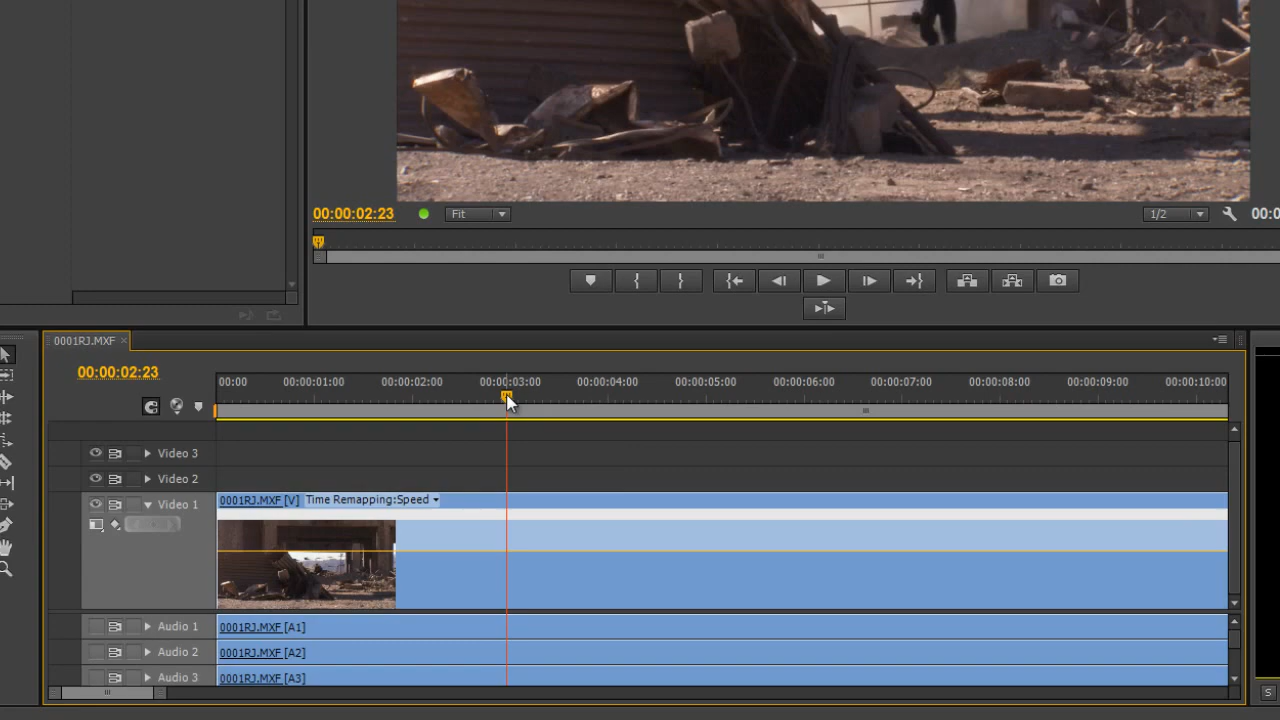 00:00:02:23
Fit
1/2
00:0
0001RJ.MXF
00:00:02:23
00:00
00:00:01:00
00:00:02:00
00:00:03:00
00:00:04:00
00:00:05:00
00:00:06:00
00:00:07:00
00:00:08:00
00:00:09:00
00:00:10:00
Video 3
Video 2
Video 1
0001RJ.MXF [V] Time Remapping:Speed
Audio 1
0001RJ.MXF [A1]
Audio 2
0001RJ.MXF [A2]
Audio 3
0001RJ.MXF [A3]
S